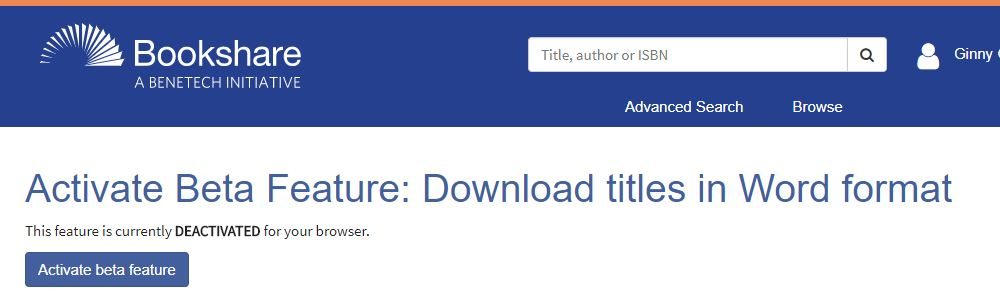 Bookshare
A BENETECH INITIATIVE
Title, author or ISBN
Ginny
Advanced Search Browse
Activate Beta Feature: Download titles in Word format
This feature is currently DEACTIVATED for your browser.
Activate beta feature